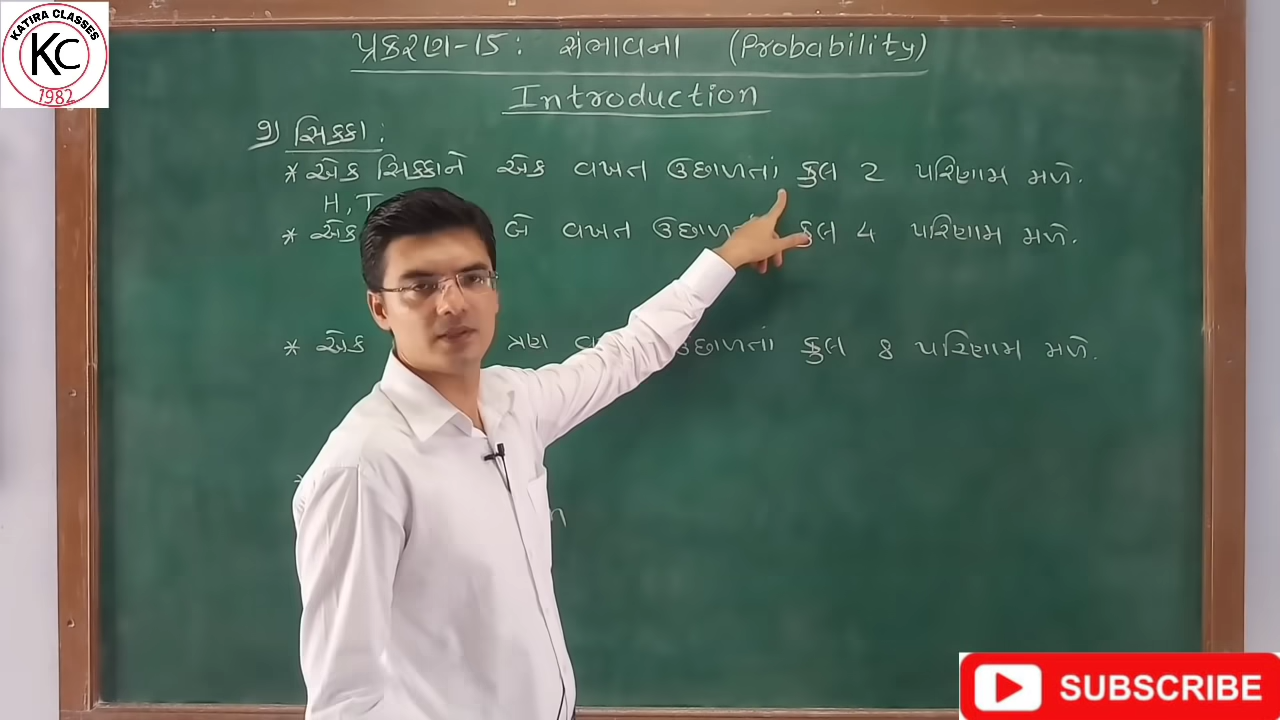 KATIRA CLASSES
KC
1982
પ્રકરણ-15: સંભાવના (Probability)
Introduction
૧) સિક્કા:
* એક સિક્કાને એક વખત ઉછાળતાં કુલ 2 પરિણામ મળે.
H, T
* એક બે વખત કુલ 4 પરિણામ મળે.
* એક ત્રણ ઉછાળતાં કુલ 8 પરિણામ મળે.
n
SUBSCRIBE